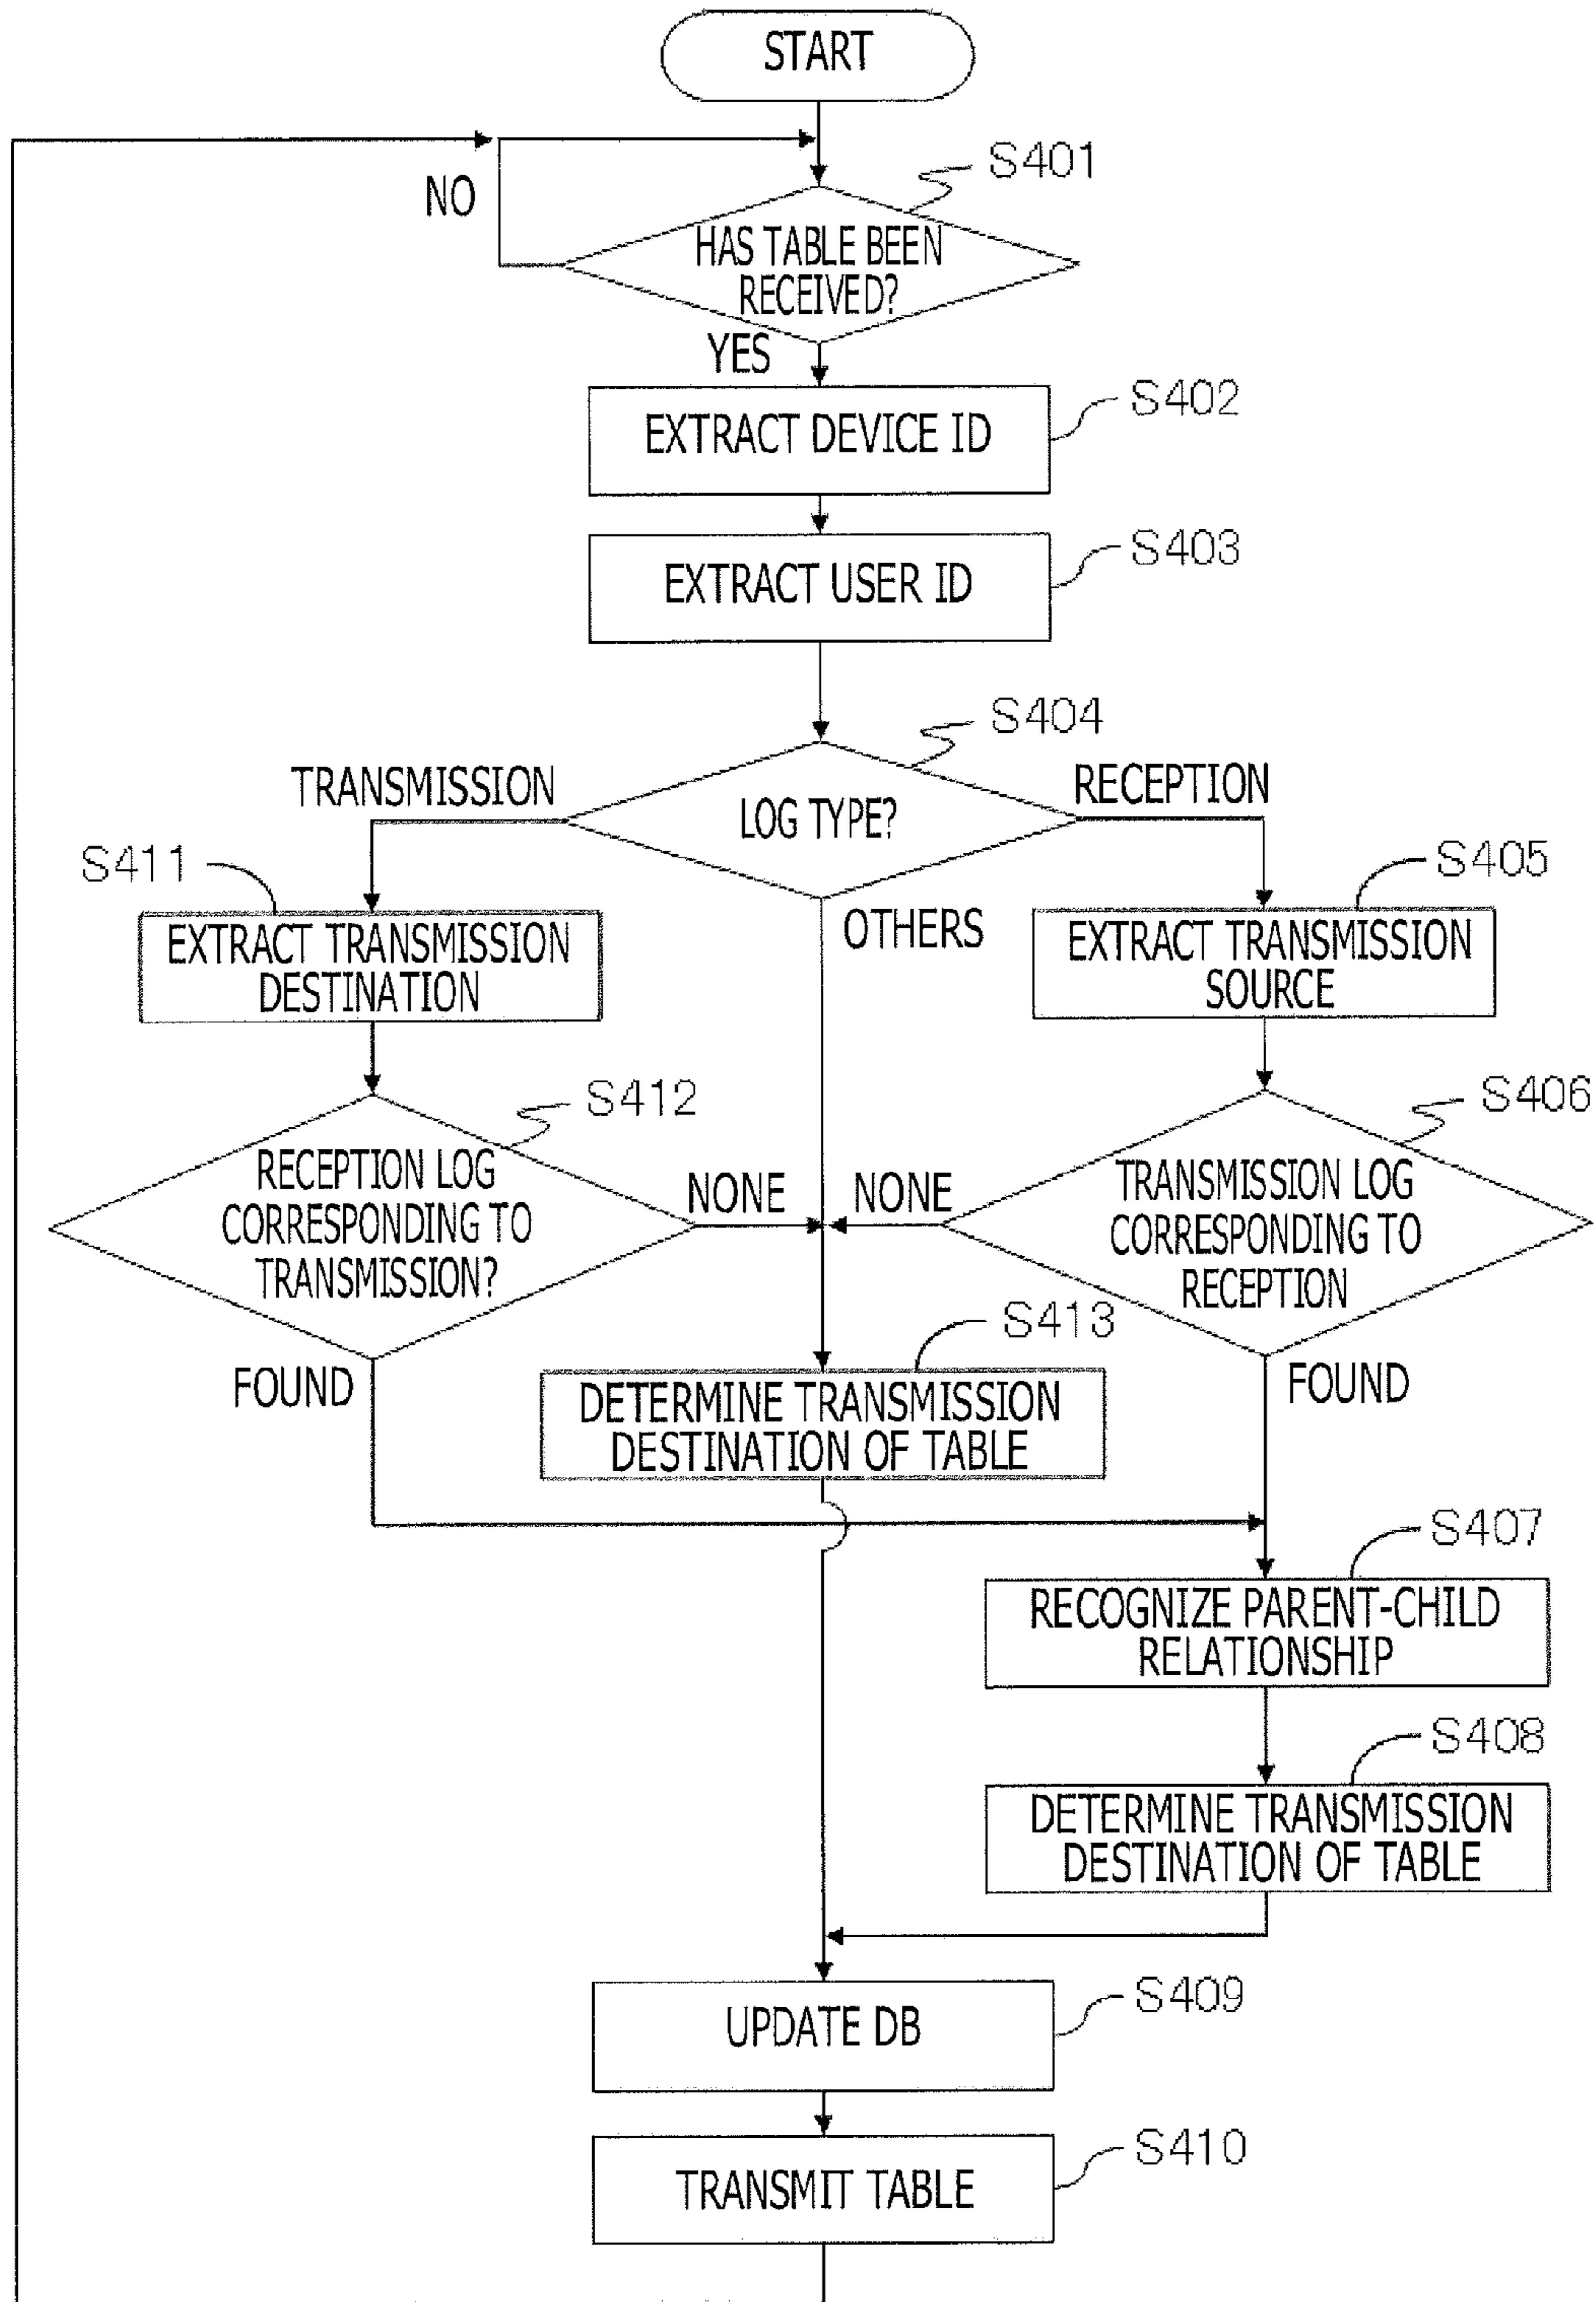 START
S401
NO
HAS TABLE BEEN
RECEIVED?
YES
S402
EXTRACT DEVICE ID
S403
EXTRACT USER ID
S404
TRANSMISSION
RECEPTION
LOG TYPE?
S411
S405
OTHERS
EXTRACT TRANSMISSION
DESTINATION
EXTRACT TRANSMISSION
SOURCE
S412
S406
RECEPTION LOG
CORRESPONDING TO
TRANSMISSION?
NONE
NONE
TRANSMISSION LOG
CORRESPONDING TO
RECEPTION
S413
FOUND
FOUND
DETERMINE TRANSMISSION
DESTINATION OF TABLE
S407
RECOGNIZE PARENT-CHILD
RELATIONSHIP
S408
DETERMINE TRANSMISSION
DESTINATION OF TABLE
S409
UPDATE DB
S410
TRANSMIT TABLE